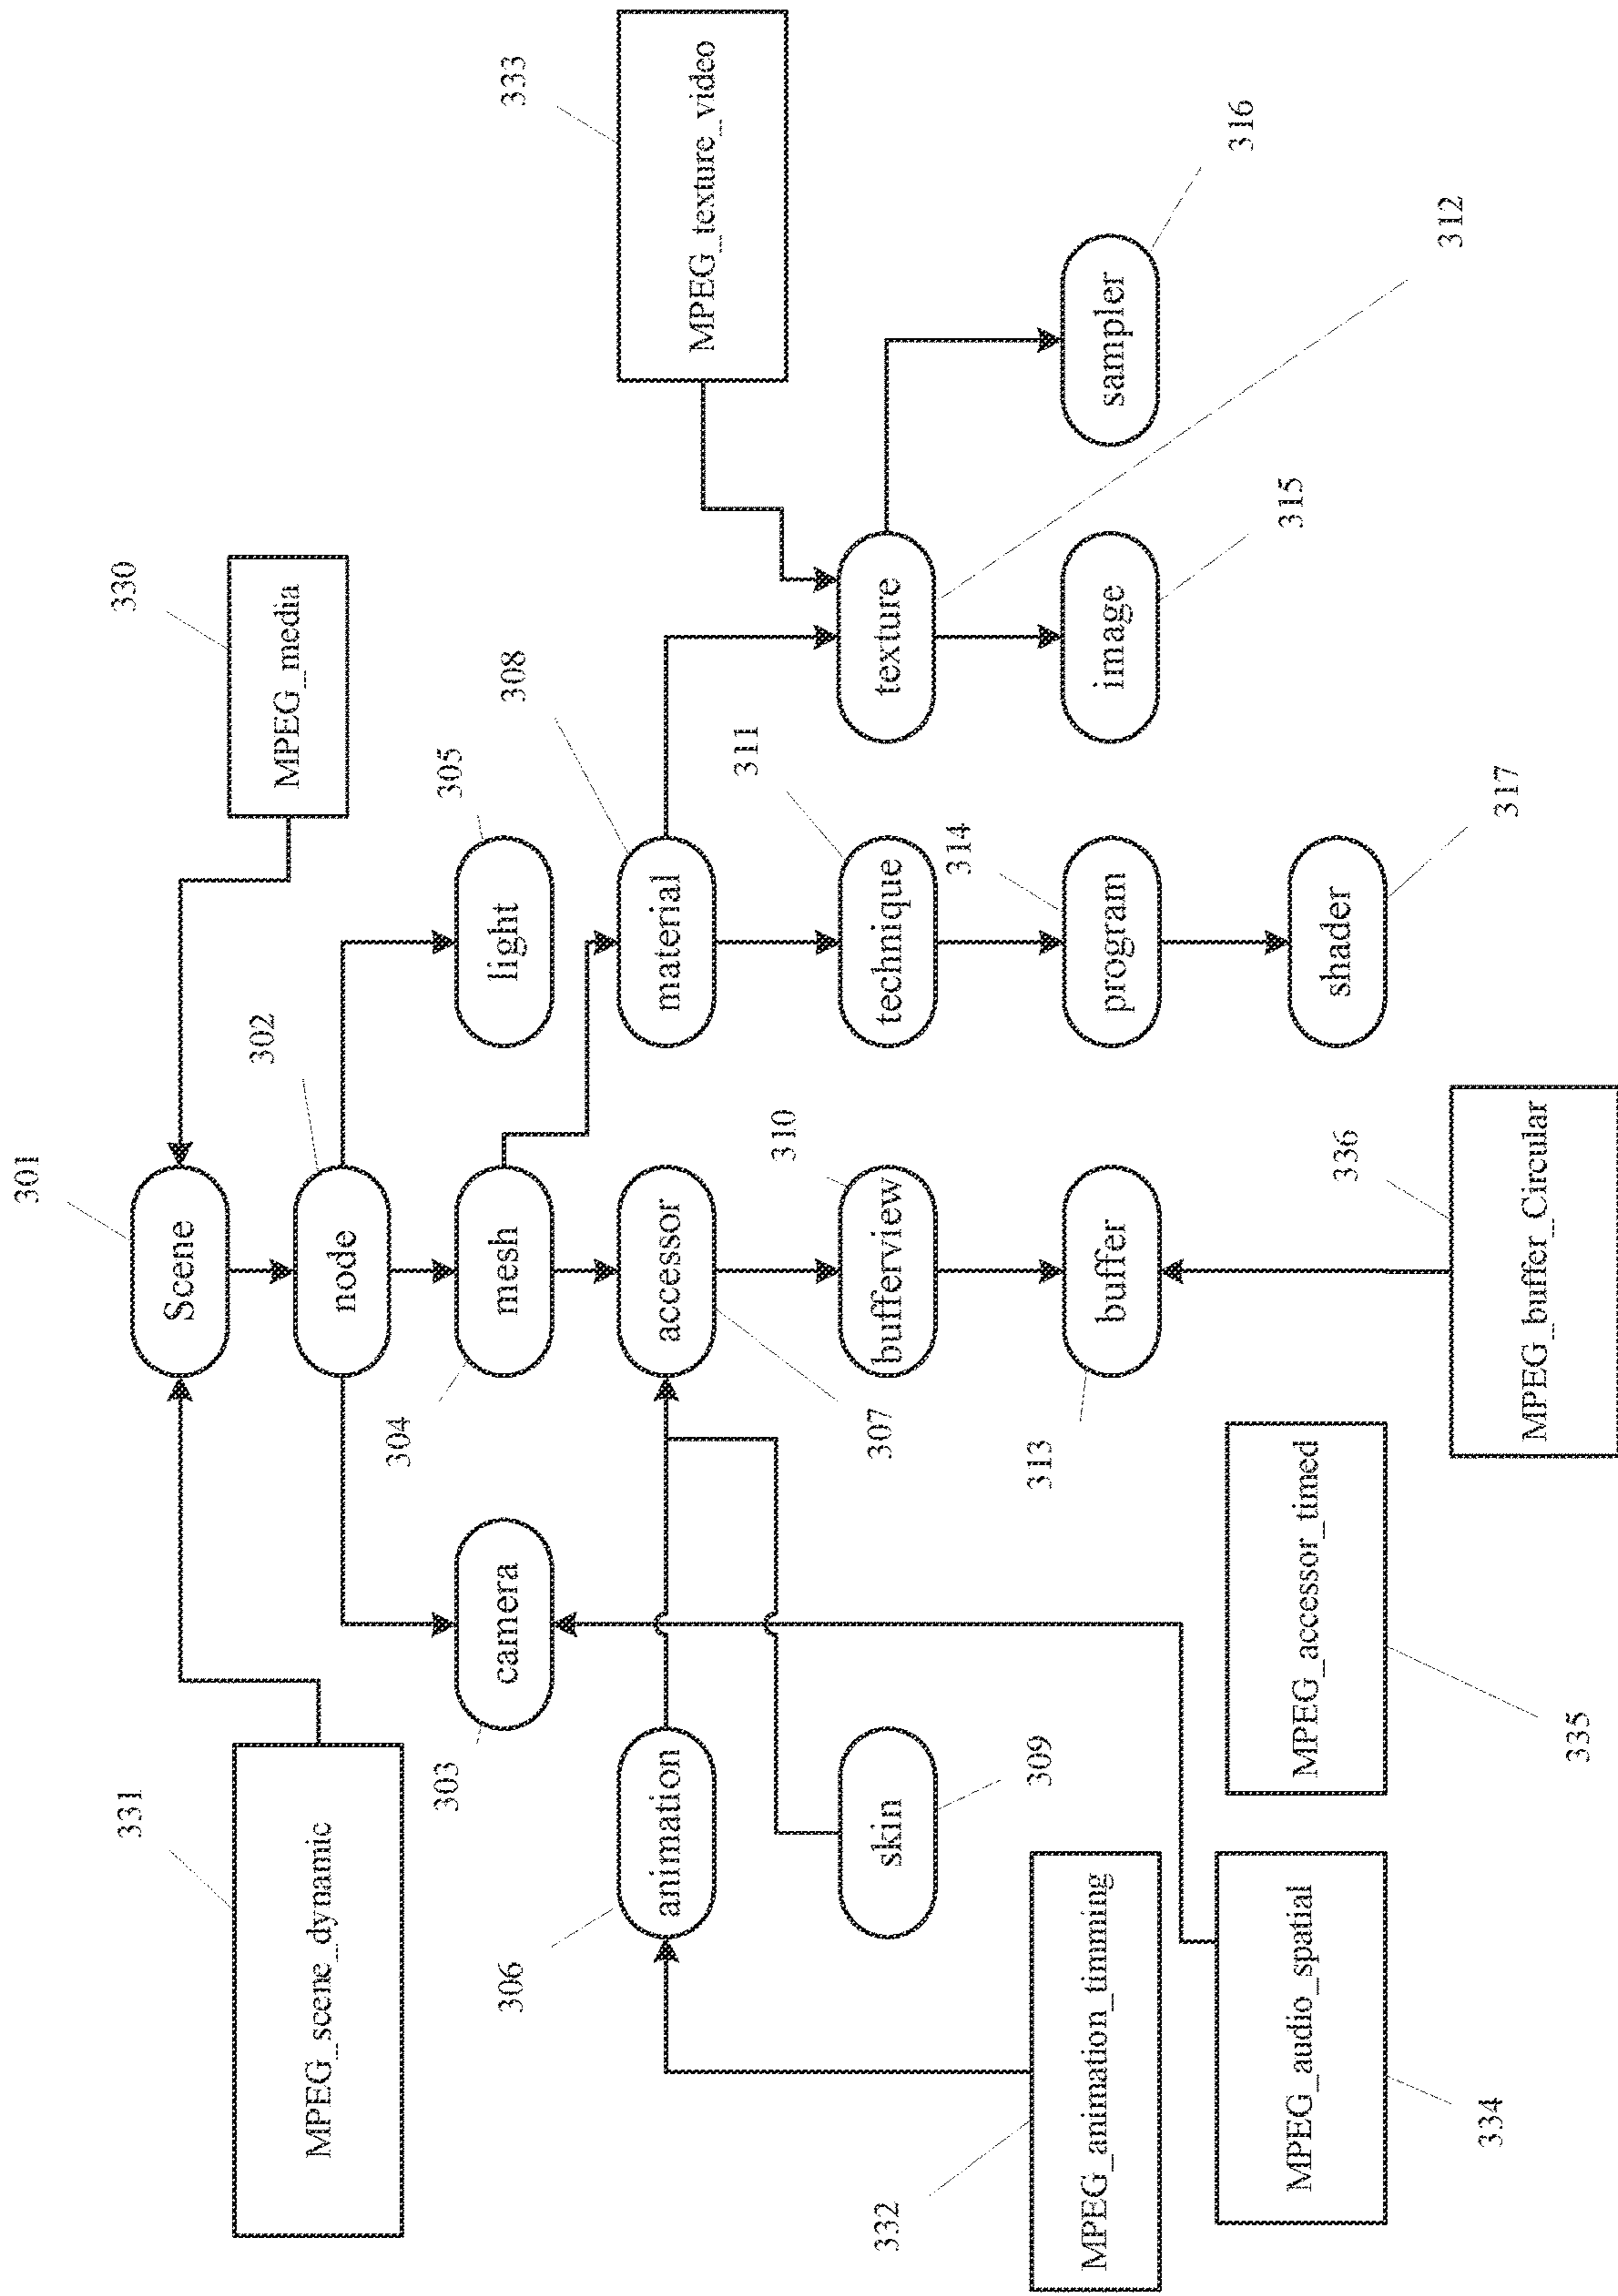 301
331
330
Scene
302
MPEG_media
MPEG_scene_dynamic
node
304
303
305
camera
mesh
light
306
308
333
animation
accessor
material
MPEG_texture_video
311
310
332
307
skin
bufferview
technique
texture
314
309
313
MPEG_animation_timming
buffer
program
image
sampler
316
315
MPEG_audio_spatial
MPEG_accessor_timed
shader
336
312
334
317
MPEG_buffer_Circular
335